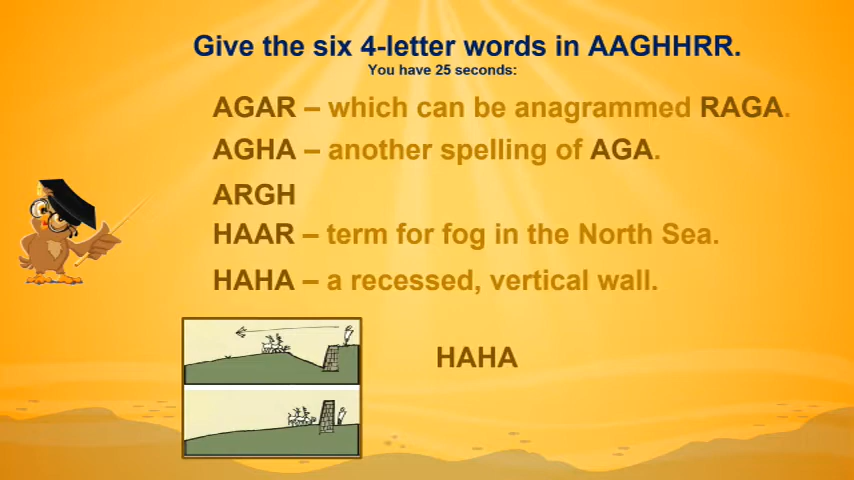 Give the six 4-letter words in AAGHHRR.
You have 25 seconds:
AGAR – which can be anagrammed RAGA.
AGHA – another spelling of AGA.
ARGH
HAAR – term for fog in the North Sea.
HAHA – a recessed, vertical wall.
HAHA